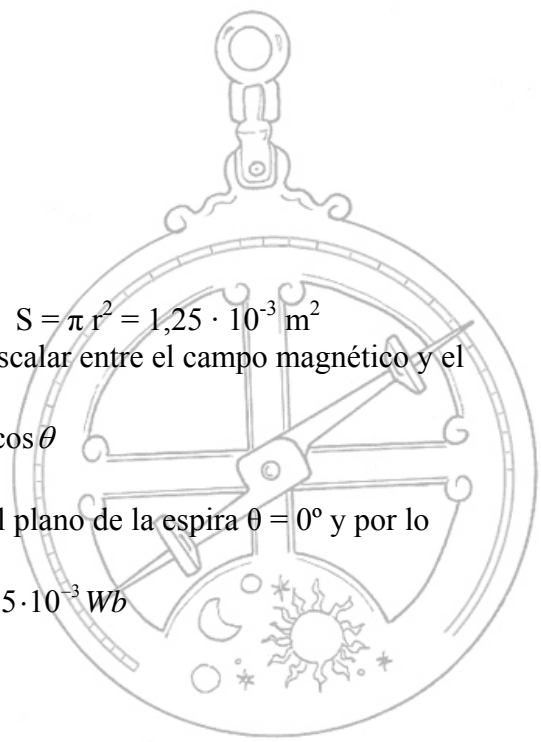 S = π r² = 1,25 · 10⁻³ m²
scalar entre el campo magnético y el
cos θ
l plano de la espira θ = 0º y por lo
5·10⁻³ Wb